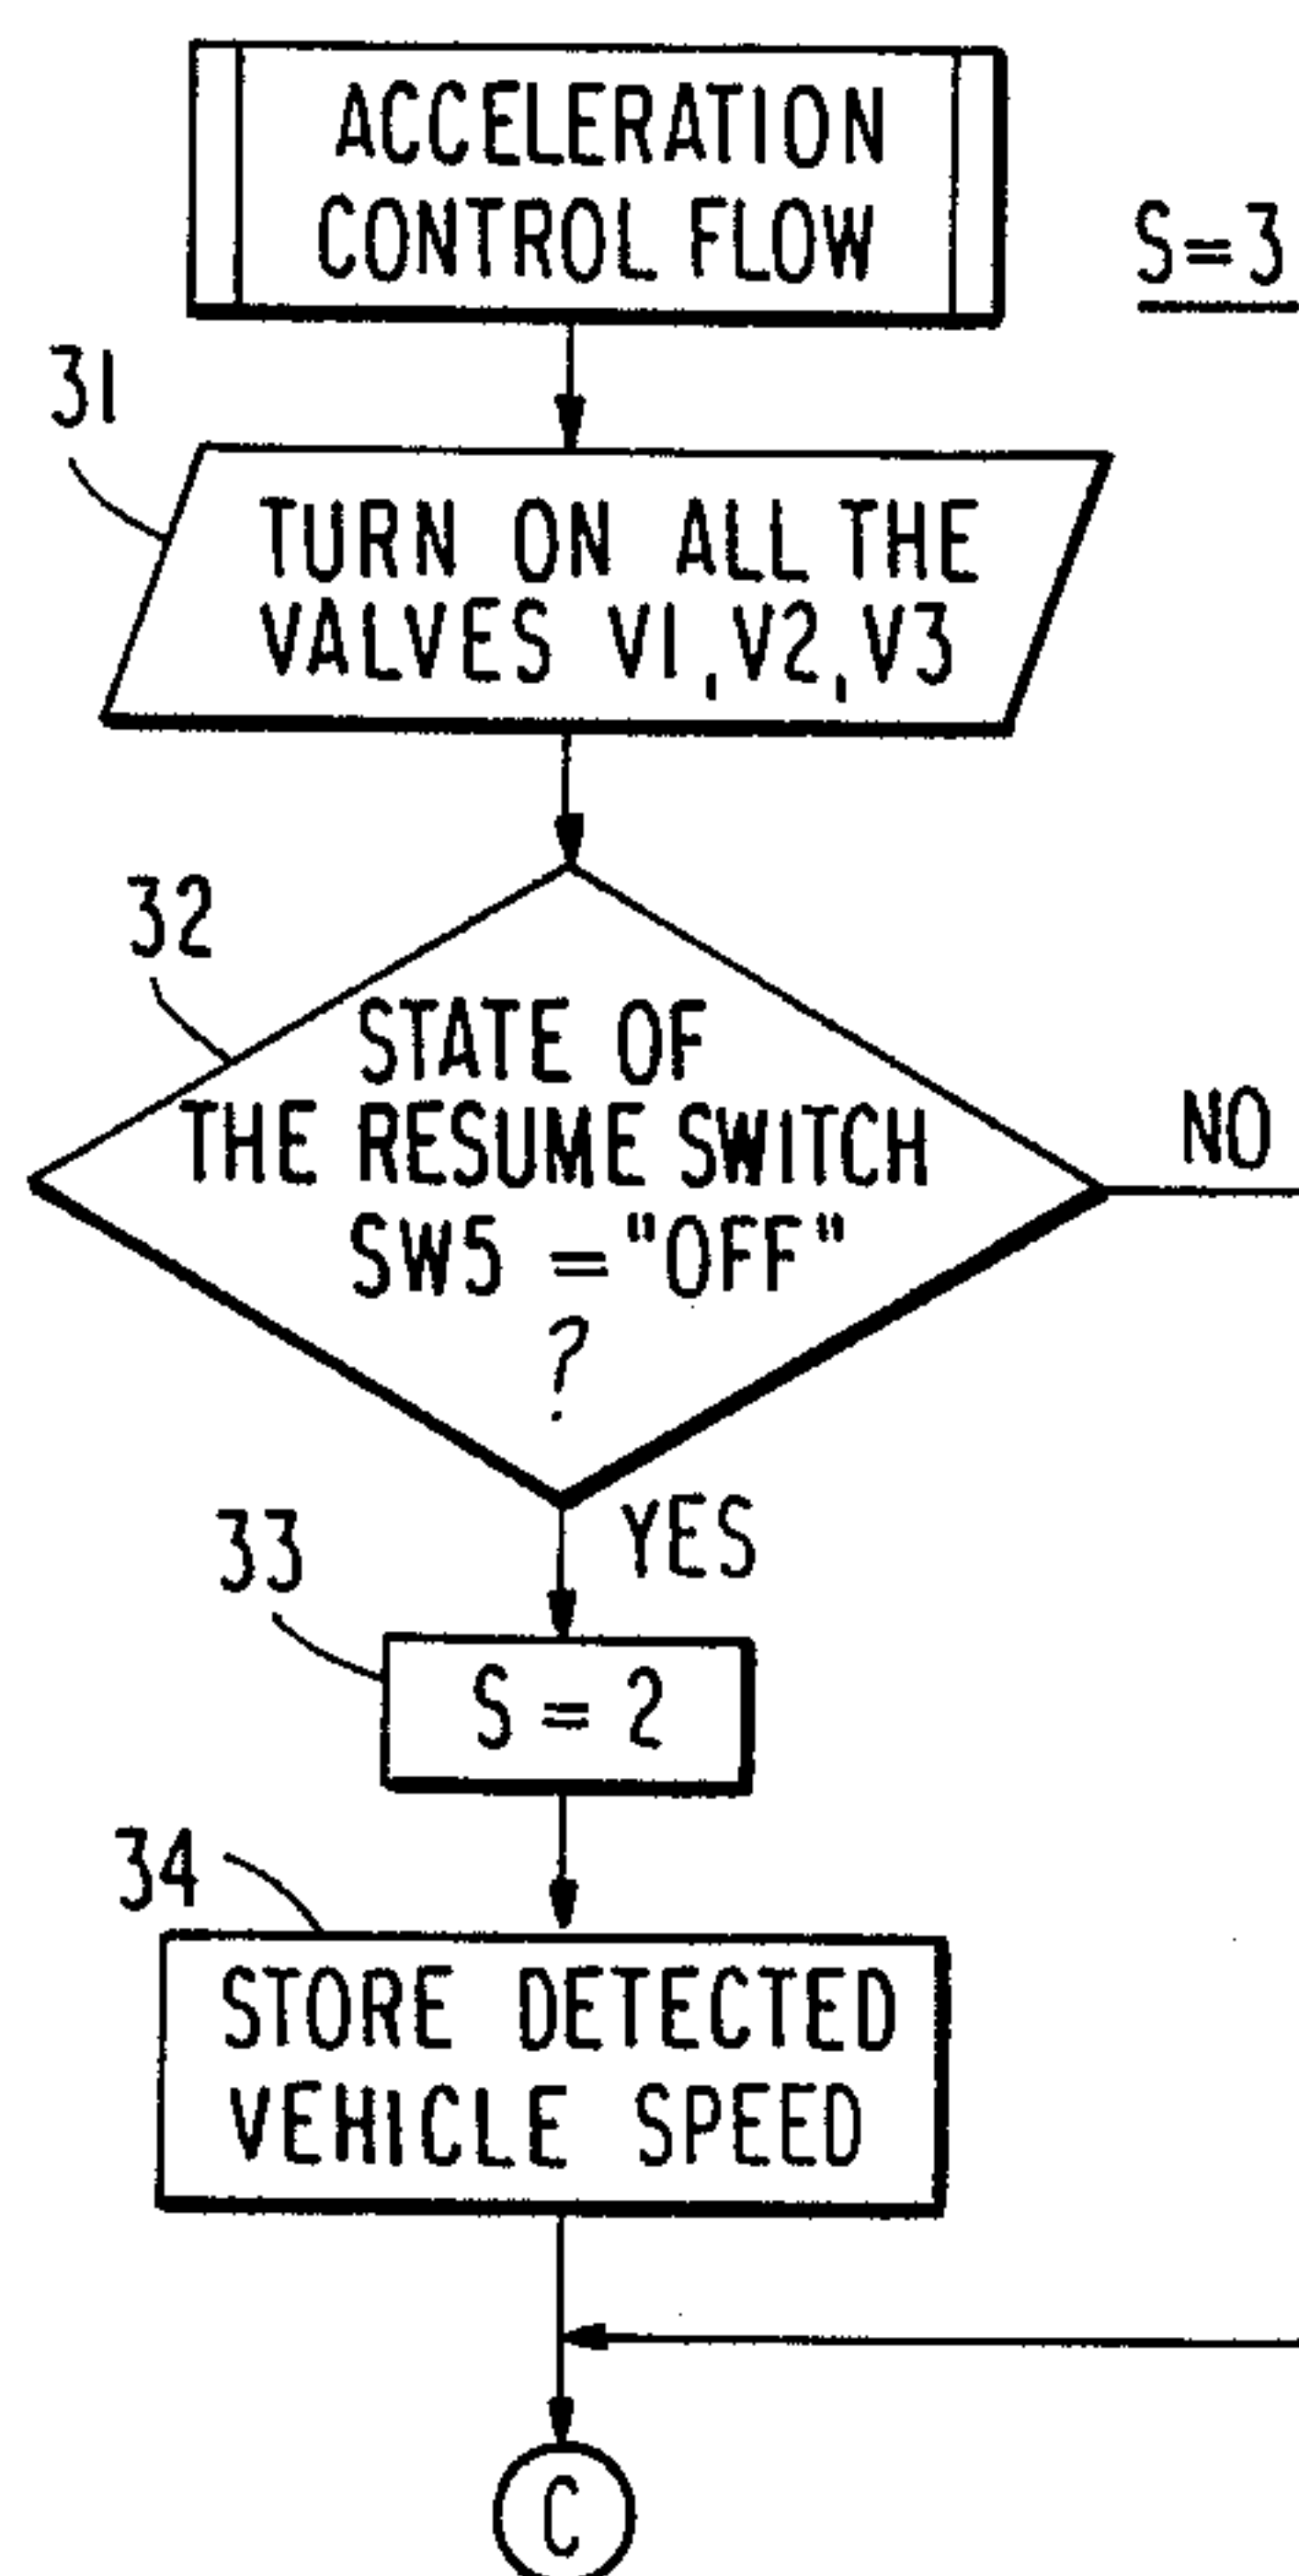 ACCELERATION
CONTROL FLOW
S=3
31
TURN ON ALL THE
VALVES V1, V2, V3
32
STATE OF
THE RESUME SWITCH
SW5 = "OFF"
?
NO
YES
33
S = 2
34
STORE DETECTED
VEHICLE SPEED
C